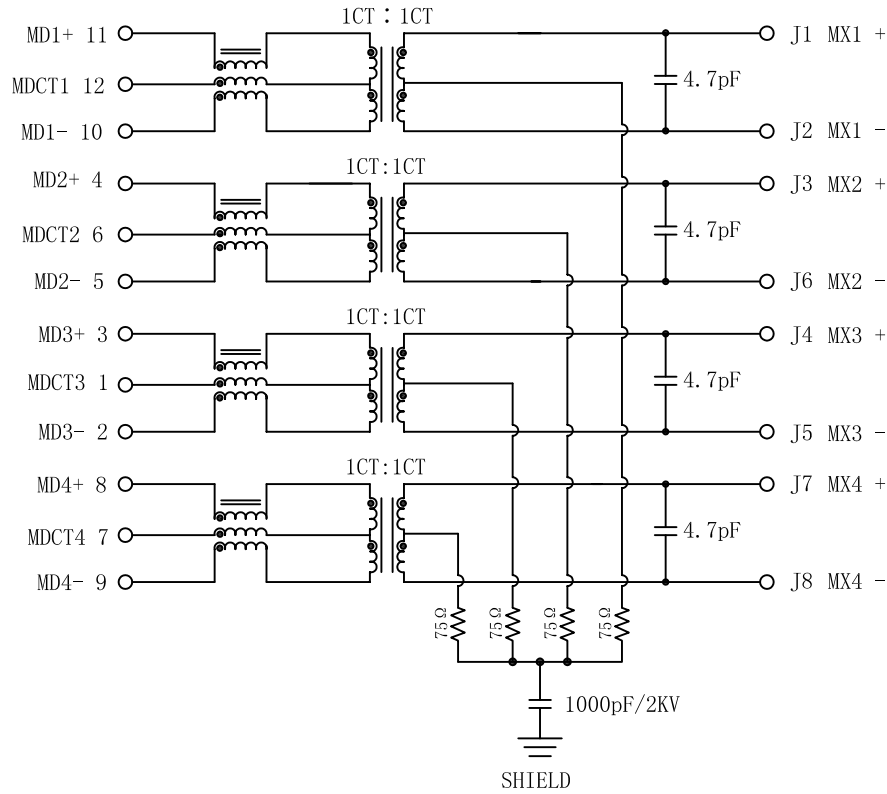 1CT : 1CT
MD1+ 11
J1 MX1 +
MDCT1 12
4.7pF
MD1- 10
J2 MX1 -
1CT:1CT
MD2+ 4
J3 MX2 +
MDCT2 6
4.7pF
MD2- 5
J6 MX2 -
1CT:1CT
MD3+ 3
J4 MX3 +
MDCT3 1
4.7pF
MD3- 2
J5 MX3 -
1CT:1CT
MD4+ 8
J7 MX4 +
MDCT4 7
4.7pF
MD4- 9
J8 MX4 -
75Ω
75Ω
75Ω
75Ω
1000pF/2KV
SHIELD